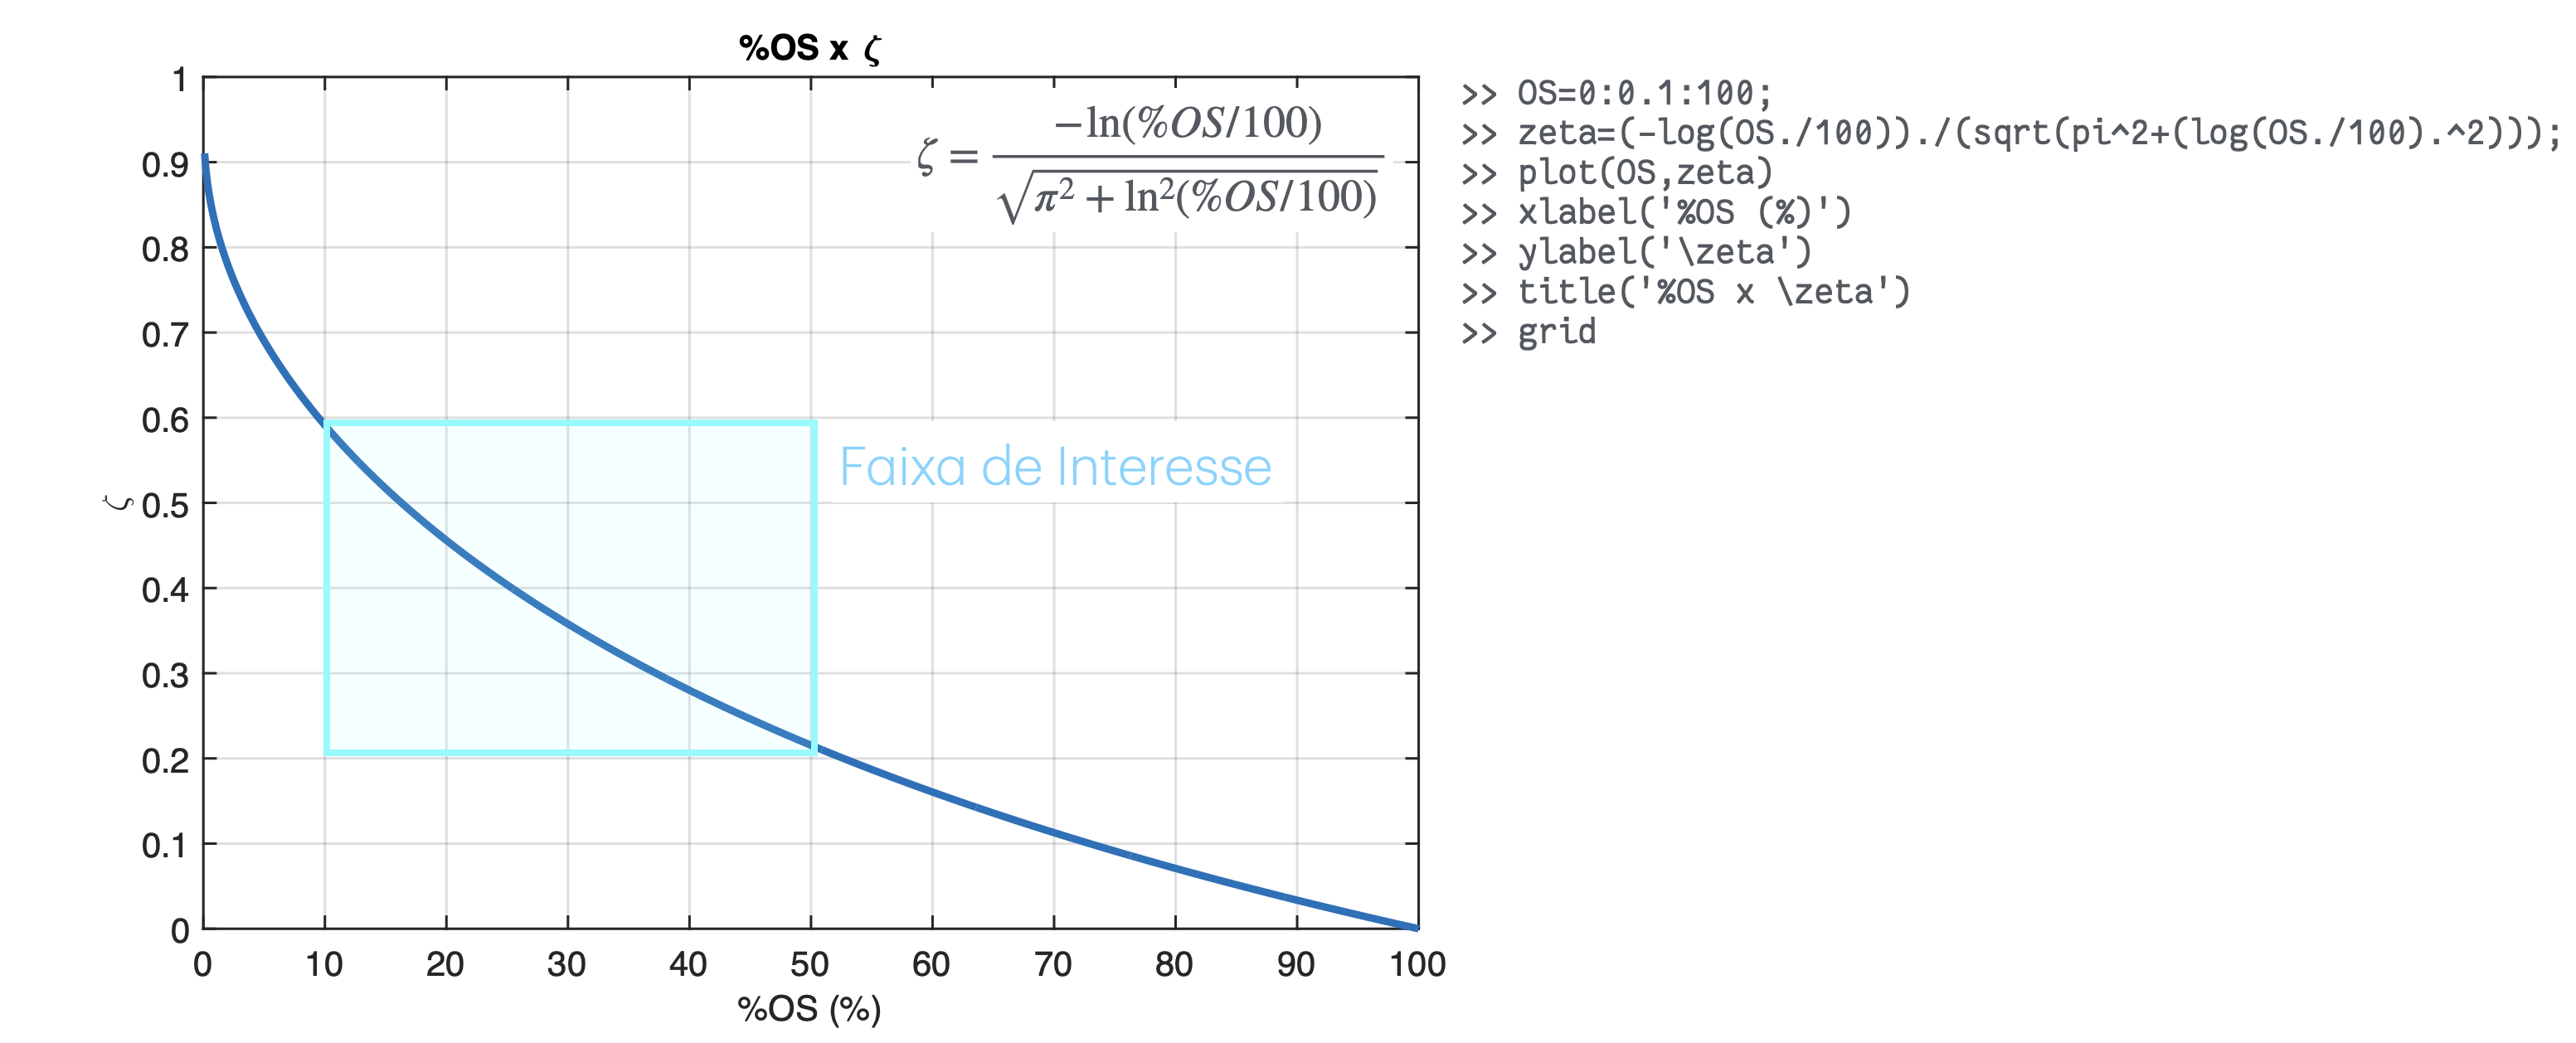 %OS x ζ
1
0.9
0.8
0.7
0.6
0.5
0.4
0.3
0.2
0.1
0
ζ
ζ = −ln(%OS/100) / √(π² + ln²(%OS/100))
Faixa de Interesse
0 10 20 30 40 50 60 70 80 90 100
%OS (%)
>> OS=0:0.1:100;
>> zeta=(-log(OS./100))./(sqrt(pi^2+(log(OS./100).^2)));
>> plot(OS,zeta)
>> xlabel('%OS (%)')
>> ylabel('\zeta')
>> title('%OS x \zeta')
>> grid